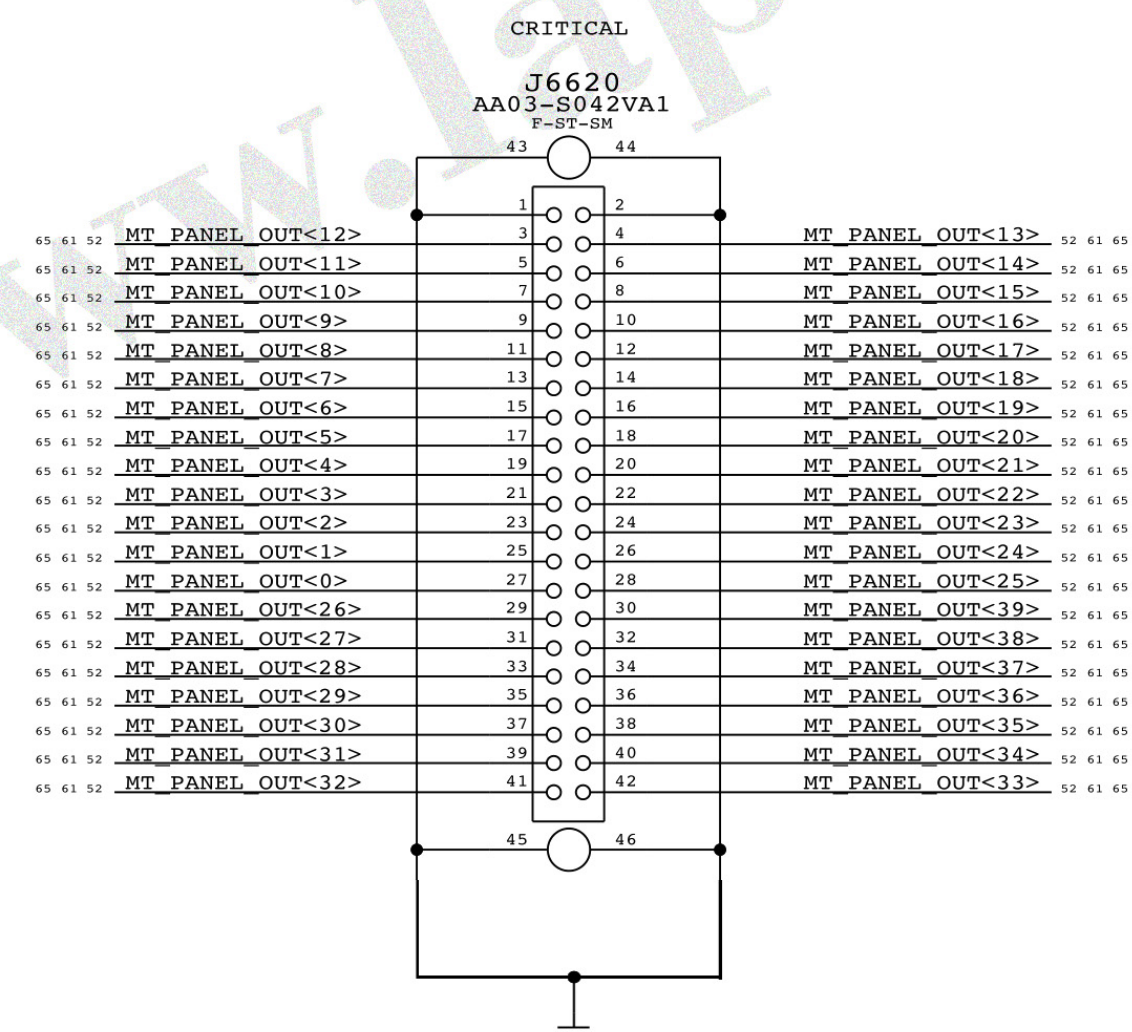 www.lap
CRITICAL
J6620
AA03-S042VA1
F-ST-SM
43 44
1 2
65 61 52 MT_PANEL_OUT<12> 3 4 MT_PANEL_OUT<13> 52 61 65
65 61 52 MT_PANEL_OUT<11> 5 6 MT_PANEL_OUT<14> 52 61 65
65 61 52 MT_PANEL_OUT<10> 7 8 MT_PANEL_OUT<15> 52 61 65
65 61 52 MT_PANEL_OUT<9> 9 10 MT_PANEL_OUT<16> 52 61 65
65 61 52 MT_PANEL_OUT<8> 11 12 MT_PANEL_OUT<17> 52 61 65
65 61 52 MT_PANEL_OUT<7> 13 14 MT_PANEL_OUT<18> 52 61 65
65 61 52 MT_PANEL_OUT<6> 15 16 MT_PANEL_OUT<19> 52 61 65
65 61 52 MT_PANEL_OUT<5> 17 18 MT_PANEL_OUT<20> 52 61 65
65 61 52 MT_PANEL_OUT<4> 19 20 MT_PANEL_OUT<21> 52 61 65
65 61 52 MT_PANEL_OUT<3> 21 22 MT_PANEL_OUT<22> 52 61 65
65 61 52 MT_PANEL_OUT<2> 23 24 MT_PANEL_OUT<23> 52 61 65
65 61 52 MT_PANEL_OUT<1> 25 26 MT_PANEL_OUT<24> 52 61 65
65 61 52 MT_PANEL_OUT<0> 27 28 MT_PANEL_OUT<25> 52 61 65
65 61 52 MT_PANEL_OUT<26> 29 30 MT_PANEL_OUT<39> 52 61 65
65 61 52 MT_PANEL_OUT<27> 31 32 MT_PANEL_OUT<38> 52 61 65
65 61 52 MT_PANEL_OUT<28> 33 34 MT_PANEL_OUT<37> 52 61 65
65 61 52 MT_PANEL_OUT<29> 35 36 MT_PANEL_OUT<36> 52 61 65
65 61 52 MT_PANEL_OUT<30> 37 38 MT_PANEL_OUT<35> 52 61 65
65 61 52 MT_PANEL_OUT<31> 39 40 MT_PANEL_OUT<34> 52 61 65
65 61 52 MT_PANEL_OUT<32> 41 42 MT_PANEL_OUT<33> 52 61 65
45 46